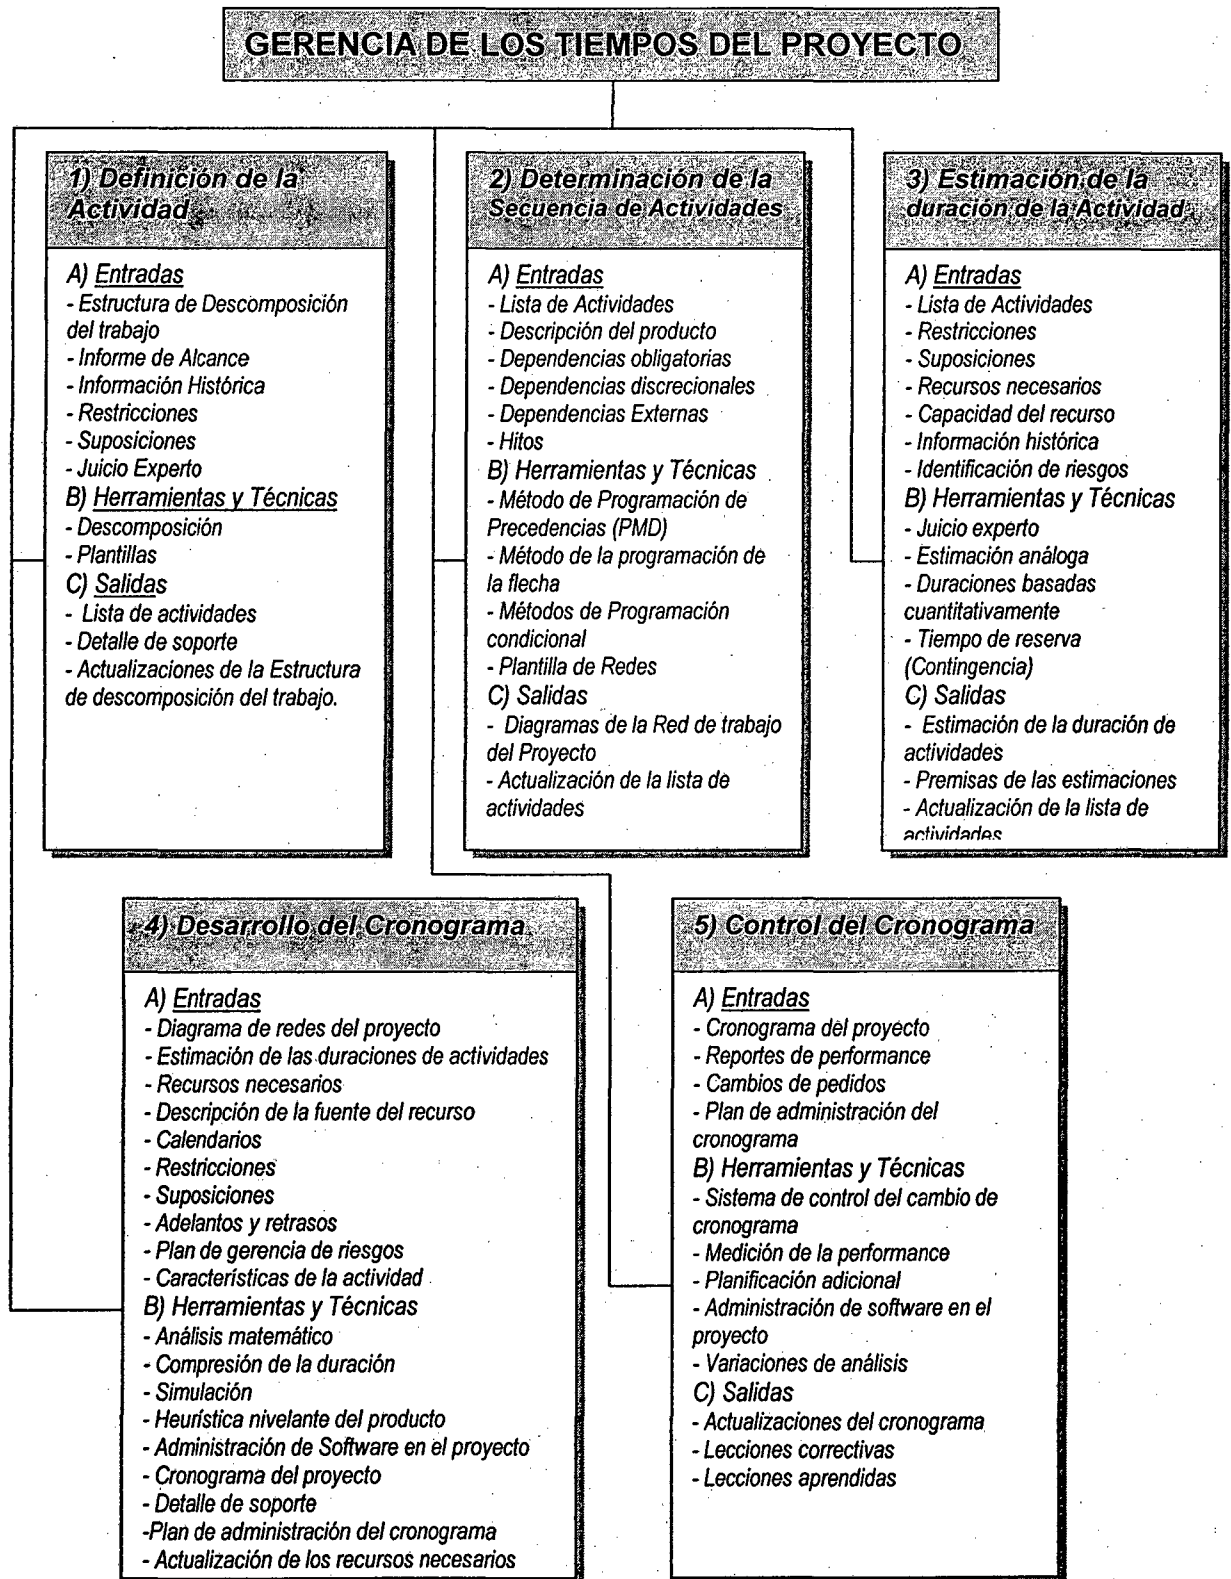 GERENCIA DE LOS TIEMPOS DEL PROYECTO
1) Definición de la
Actividad
A) Entradas
- Estructura de Descomposición
del trabajo
- Informe de Alcance
- Información Histórica
- Restricciones
- Suposiciones
- Juicio Experto
B) Herramientas y Técnicas
- Descomposición
- Plantillas
C) Salidas
- Lista de actividades
- Detalle de soporte
- Actualizaciones de la Estructura
de descomposición del trabajo.
2) Determinación de la
Secuencia de Actividades
A) Entradas
- Lista de Actividades
- Descripción del producto
- Dependencias obligatorias
- Dependencias discrecionales
- Dependencias Externas
- Hitos
B) Herramientas y Técnicas
- Método de Programación de
Precedencias (PMD)
- Método de la programación de
la flecha
- Métodos de Programación
condicional
- Plantilla de Redes
C) Salidas
- Diagramas de la Red de trabajo
del Proyecto
- Actualización de la lista de
actividades
3) Estimación de la
duración de la Actividad
A) Entradas
- Lista de Actividades
- Restricciones
- Suposiciones
- Recursos necesarios
- Capacidad del recurso
- Información histórica
- Identificación de riesgos
B) Herramientas y Técnicas
- Juicio experto
- Estimación análoga
- Duraciones basadas
cuantitativamente
- Tiempo de reserva
(Contingencia)
C) Salidas
- Estimación de la duración de
actividades
- Premisas de las estimaciones
- Actualización de la lista de
actividades
4) Desarrollo del Cronograma
A) Entradas
- Diagrama de redes del proyecto
- Estimación de las duraciones de actividades
- Recursos necesarios
- Descripción de la fuente del recurso
- Calendarios
- Restricciones
- Suposiciones
- Adelantos y retrasos
- Plan de gerencia de riesgos
- Características de la actividad
B) Herramientas y Técnicas
- Análisis matemático
- Compresión de la duración
- Simulación
- Heurística nivelante del producto
- Administración de Software en el proyecto
- Cronograma del proyecto
- Detalle de soporte
-Plan de administración del cronograma
- Actualización de los recursos necesarios
5) Control del Cronograma
A) Entradas
- Cronograma del proyecto
- Reportes de performance
- Cambios de pedidos
- Plan de administración del
cronograma
B) Herramientas y Técnicas
- Sistema de control del cambio de
cronograma
- Medición de la performance
- Planificación adicional
- Administración de software en el
proyecto
- Variaciones de análisis
C) Salidas
- Actualizaciones del cronograma
- Lecciones correctivas
- Lecciones aprendidas